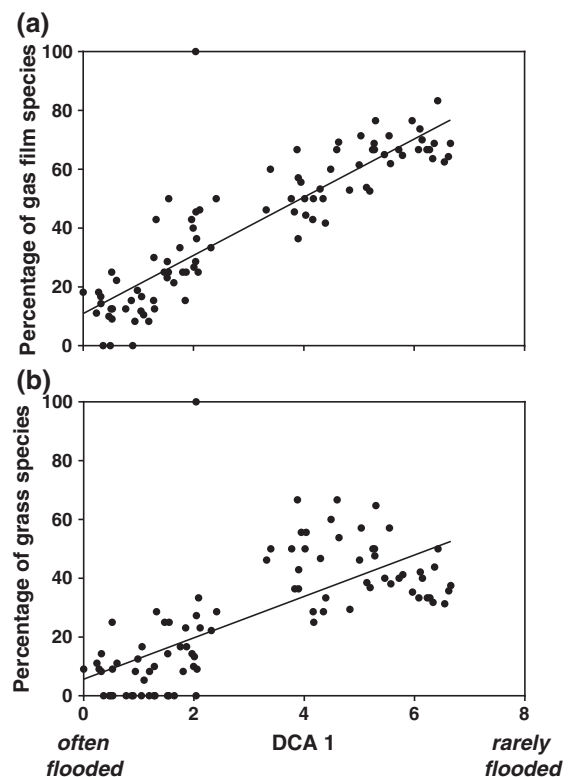 (a)
100
80
60
40
20
0
Percentage of gas film species
(b)
100
80
60
40
20
0
Percentage of grass species
0 2 4 6 8
often flooded
DCA 1
rarely flooded